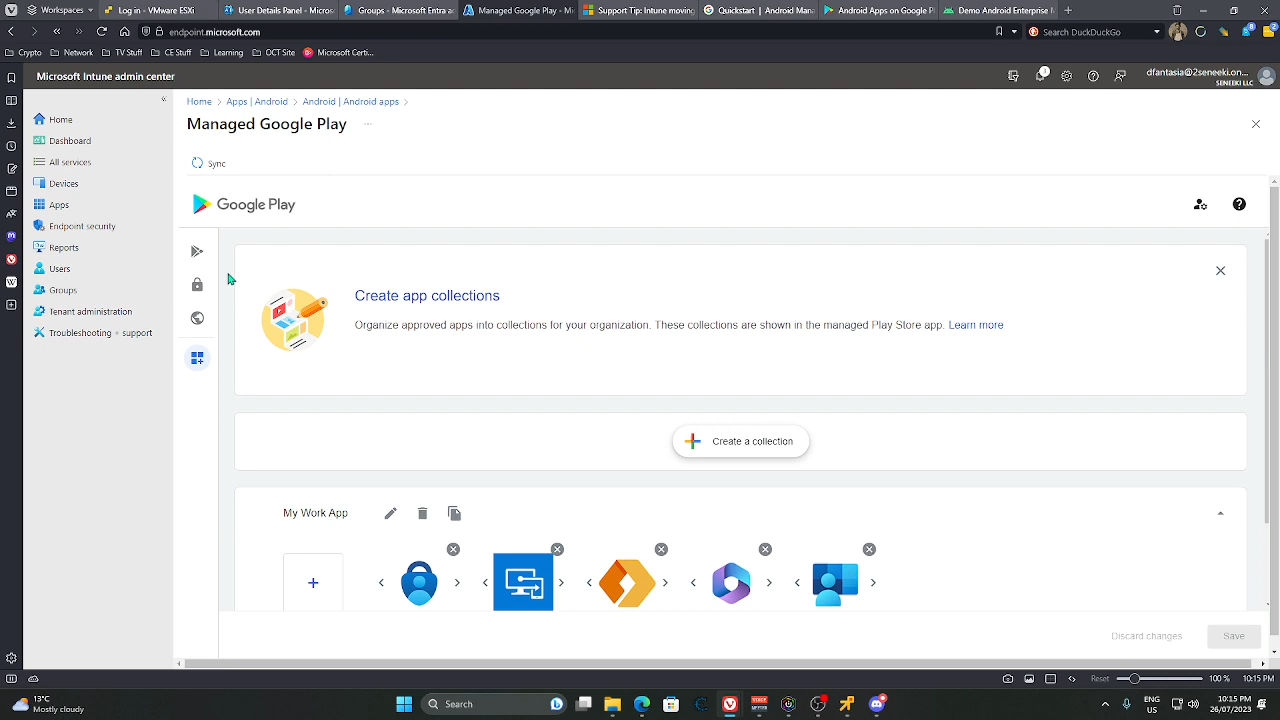 Workspaces
Log in - VMware ESXi
User Details Panel - Micros
Groups - Microsoft Entra a
Managed Google Play - Mi
Support Tip: Intune moving
Quickstart | Android Mana
Android Apps on Google P
Demo Android Enterprise f
endpoint.microsoft.com
Search DuckDuckGo
8
2
Crypto
Network
TV Stuff
CE Stuff
Learning
OCT Site
Microsoft Certi...
Microsoft Intune admin center
1
dfantasia@2seneeki.on...
SENEEKI LLC
Home > Apps | Android > Android | Android apps >
Managed Google Play ...
Sync
Home
Dashboard
All services
Devices
Apps
Endpoint security
Reports
Users
Groups
Tenant administration
Troubleshooting + support
Google Play
Create app collections
Organize approved apps into collections for your organization. These collections are shown in the managed Play Store app. Learn more
Create a collection
My Work App
Discard changes
Save
Reset
100 %
10:15 PM
13°C
Mostly cloudy
Search
ENG
US
10:15 PM
26/07/2023